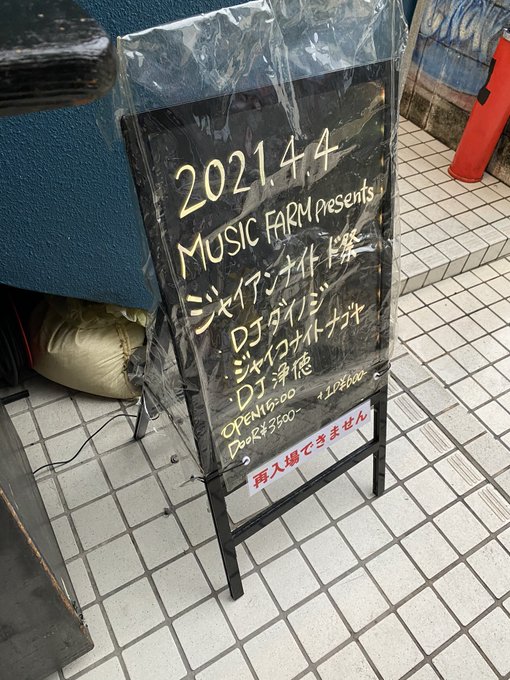 2021.4.4
MUSIC FARM presents
ジャイアンナイト ド祭
・DJダイノジ
・ジャイコナイトナゴヤ
・DJ 浄徳
OPEN15:00
DOOR¥3500- +1D¥600-
再入場できません